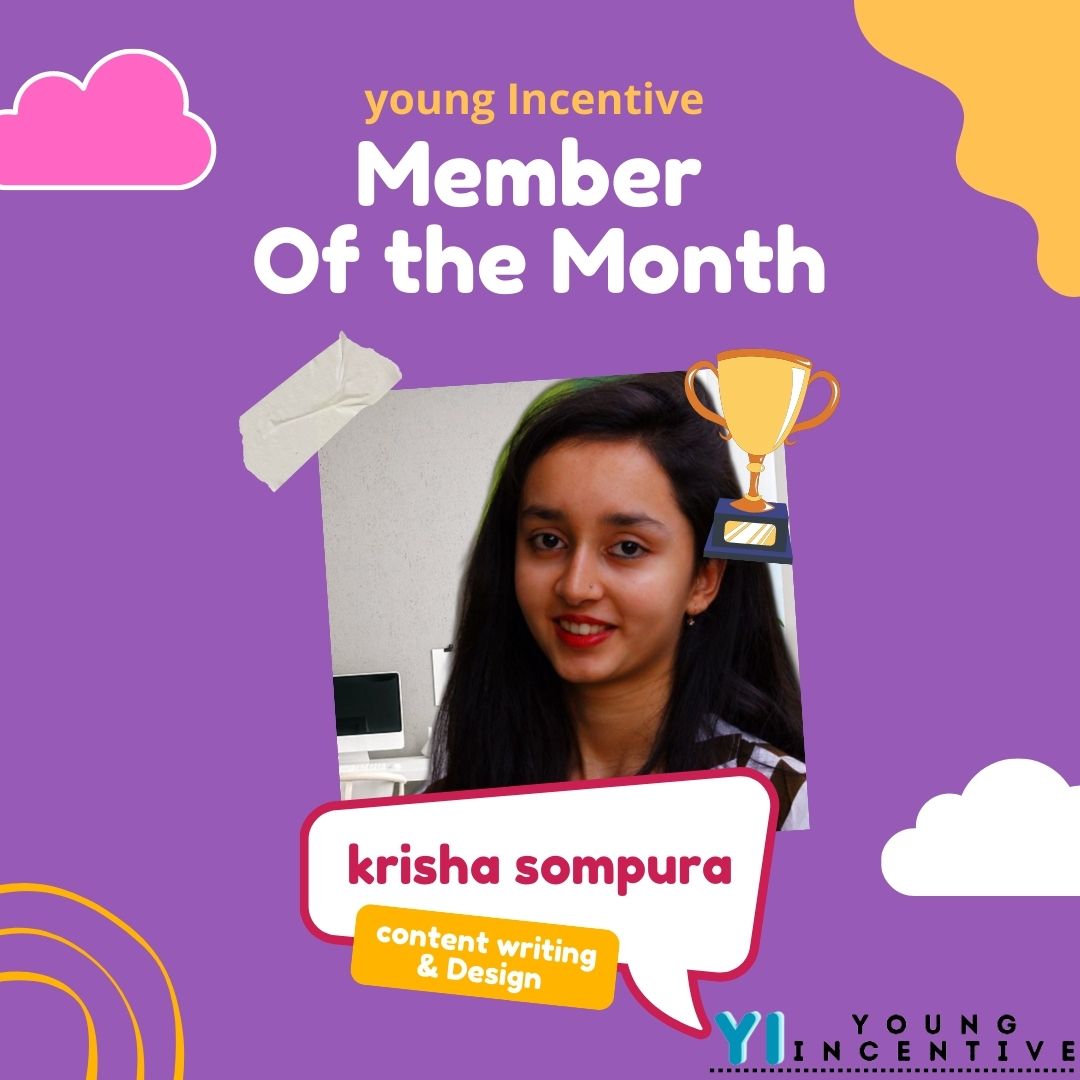 young Incentive
Member
Of the Month
krisha sompura
content writing
& Design
YI
YOUNG
INCENTIVE